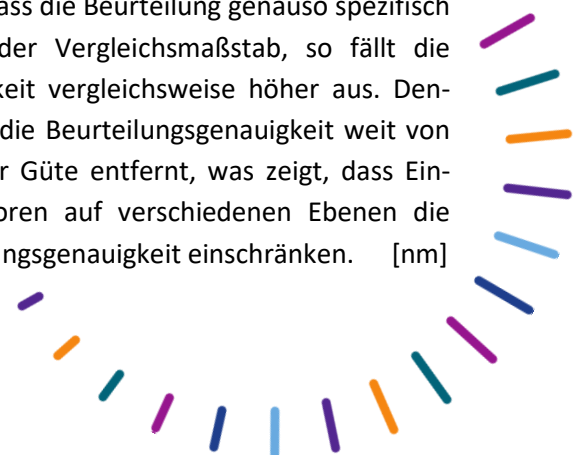 ass die Beurteilung genauso spezifisch
der Vergleichsmaßstab, so fällt die
keit vergleichsweise höher aus. Den-
die Beurteilungsgenauigkeit weit von
r Güte entfernt, was zeigt, dass Ein-
oren auf verschiedenen Ebenen die
ngsgenauigkeit einschränken. [nm]